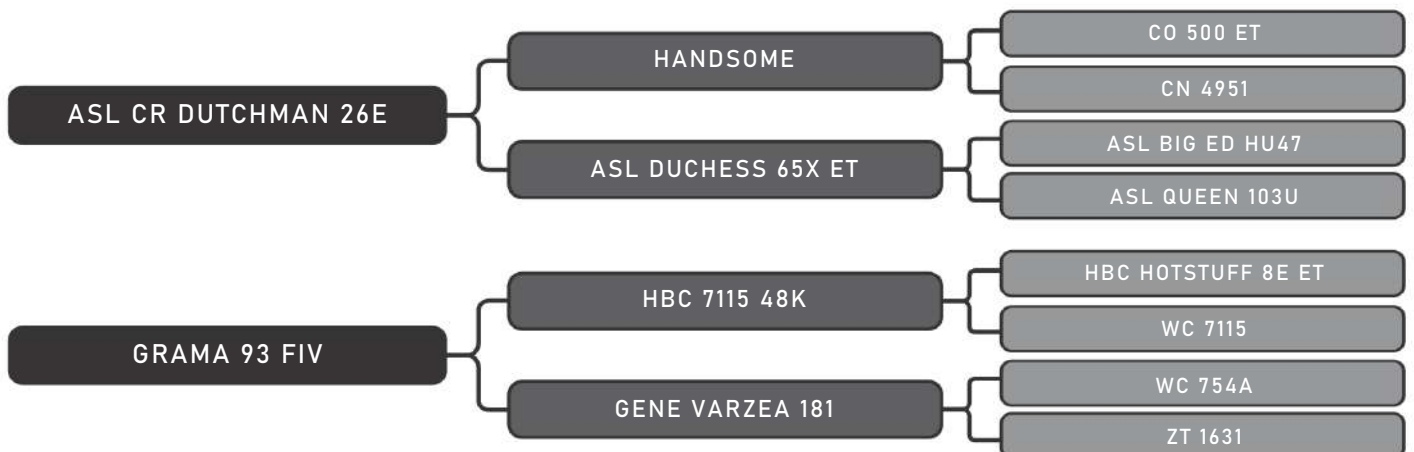 ASL CR DUTCHMAN 26E
HANDSOME
CO 500 ET
CN 4951
ASL DUCHESS 65X ET
ASL BIG ED HU47
ASL QUEEN 103U
GRAMA 93 FIV
HBC 7115 48K
HBC HOTSTUFF 8E ET
WC 7115
GENE VARZEA 181
WC 754A
ZT 1631